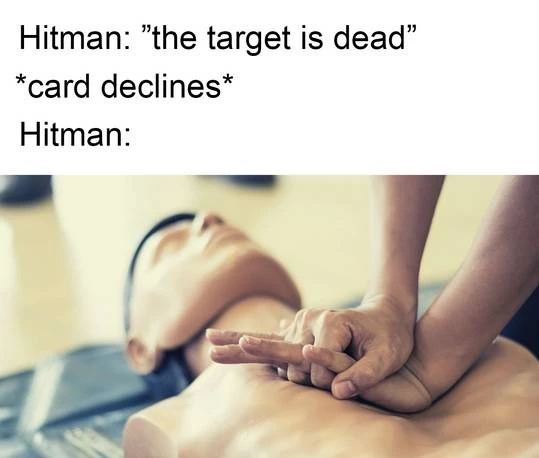 Hitman: ”the target is dead”
*card declines*
Hitman: